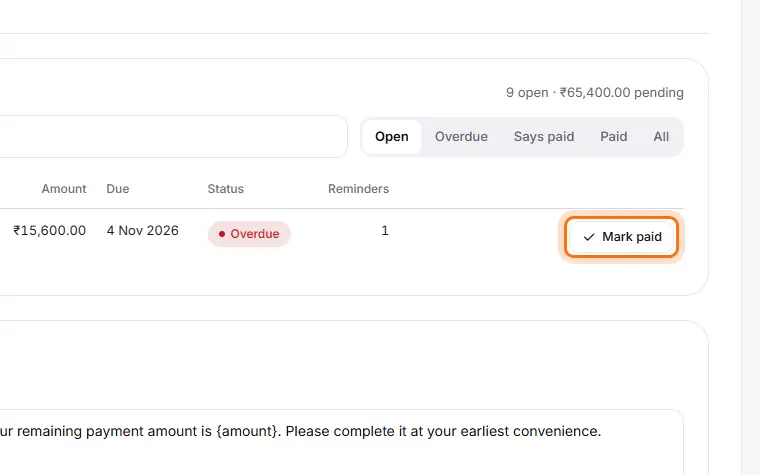 9 open · ₹65,400.00 pending
Open Overdue Says paid Paid All
Amount Due Status Reminders
₹15,600.00 4 Nov 2026 Overdue 1 Mark paid
remaining payment amount is {amount}. Please complete it at your earliest convenience.